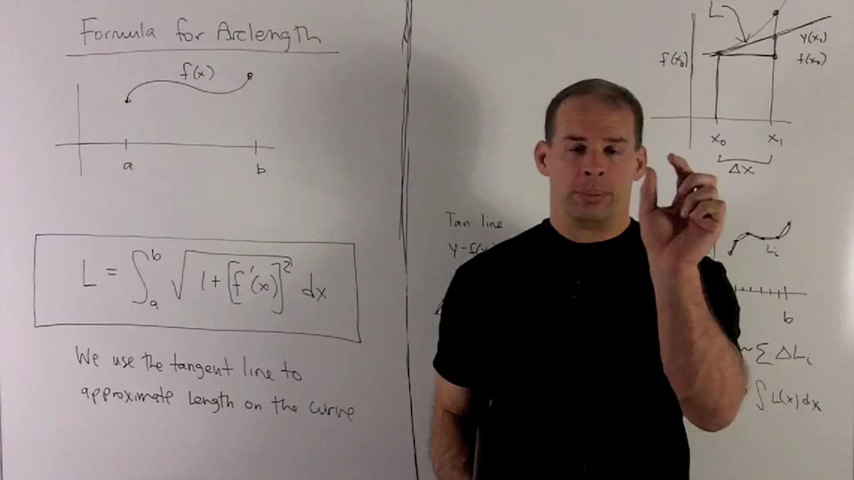 Formula for Arclength
f(x)
a b
L = ∫_a^b √(1 + [f'(x)]²) dx
We use the tangent line to
approximate Length on the curve.
L
f(x₀)
y(x₁)
f(x₀)
x₀ x₁
Δx
Tan line
y-f(x
Lᵢ
b
~ Σ ΔLᵢ
∫ L(x) dx